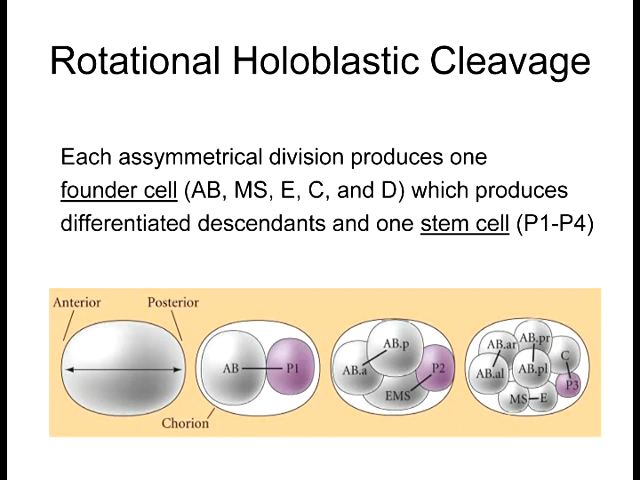 Rotational Holoblastic Cleavage
Each assymmetrical division produces one
founder cell (AB, MS, E, C, and D) which produces
differentiated descendants and one stem cell (P1-P4)
Anterior Posterior
Chorion
AB P1
AB.p
AB.a P2
EMS
AB.ar AB.pr
C
AB.al AB.pl
P3
MS E